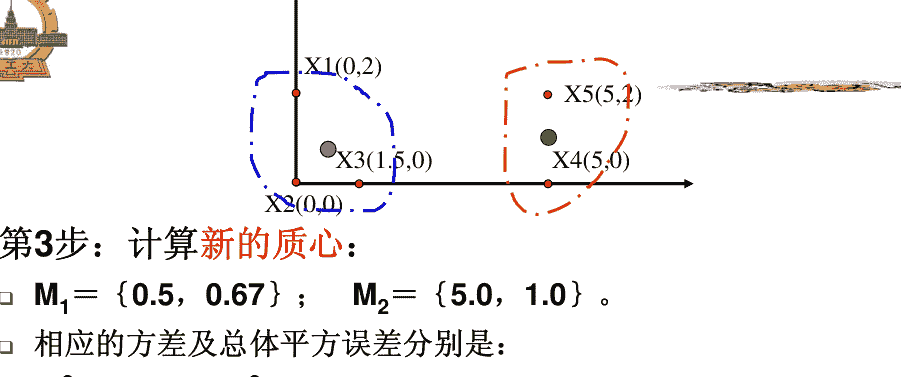 X1(0,2)
X5(5,2)
X3(1.5,0)
X4(5,0)
X2(0,0)
第3步：计算新的质心：
M1＝｛0.5，0.67｝； M2＝｛5.0，1.0｝。
相应的方差及总体平方误差分别是：